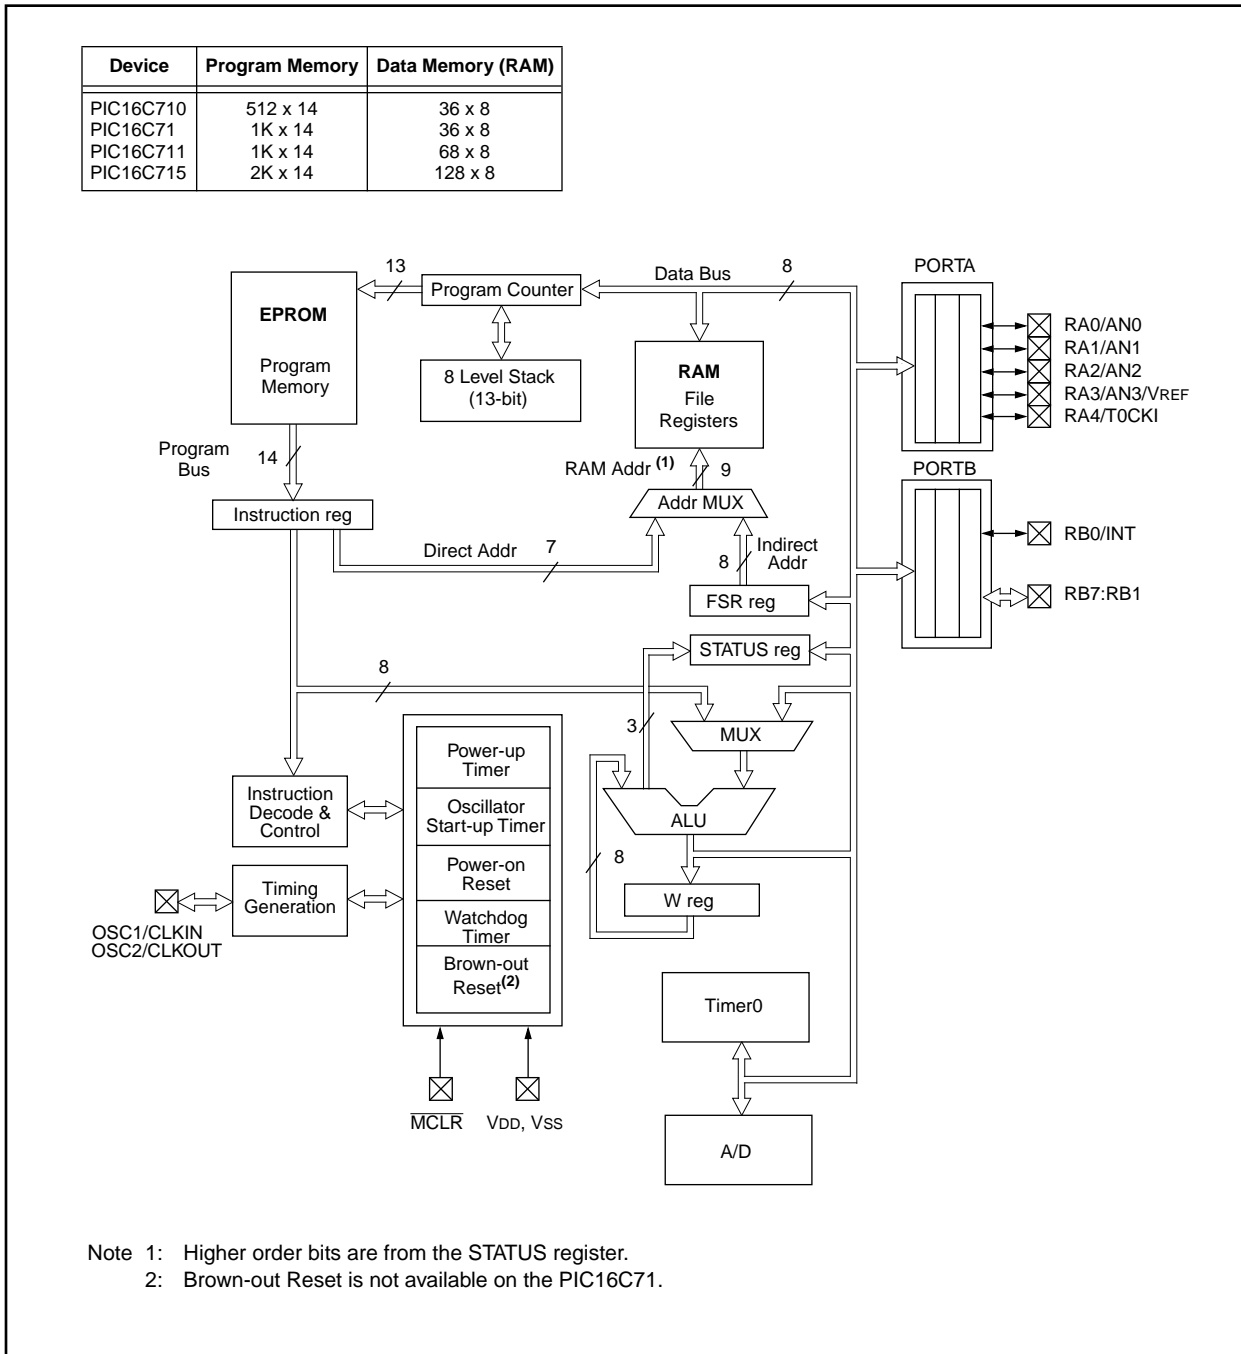 Device Program Memory Data Memory (RAM)
PIC16C710 512 x 14 36 x 8
PIC16C71 1K x 14 36 x 8
PIC16C711 1K x 14 68 x 8
PIC16C715 2K x 14 128 x 8
EPROM
Program
Memory
13
Program Counter
Data Bus
8
8 Level Stack
(13-bit)
RAM
File
Registers
PORTA
RA0/AN0
RA1/AN1
RA2/AN2
RA3/AN3/VREF
RA4/T0CKI
Program
Bus
14
RAM Addr (1)
9
PORTB
Instruction reg
Addr MUX
RB0/INT
Direct Addr
7
8
Indirect
Addr
FSR reg
RB7:RB1
STATUS reg
8
3
MUX
Power-up
Timer
Instruction
Decode &
Control
Oscillator
Start-up Timer
ALU
8
Power-on
Reset
Timing
Generation
W reg
Watchdog
Timer
OSC1/CLKIN
OSC2/CLKOUT
Brown-out
Reset(2)
Timer0
MCLR
VDD, VSS
A/D
Note 1: Higher order bits are from the STATUS register.
2: Brown-out Reset is not available on the PIC16C71.